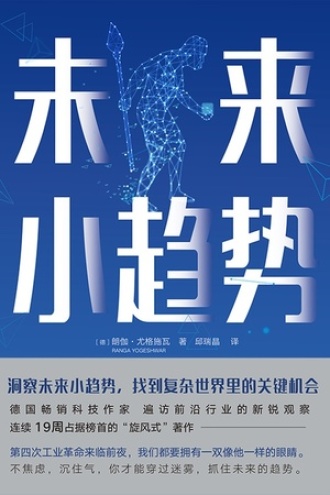 未来
小趋势
［德］朗伽·尤格施瓦 著 邱瑞晶 译
RANGA YOGESHWAR
洞察未来小趋势，找到复杂世界里的关键机会
德国畅销科技作家 遍访前沿行业的新锐观察
连续19周占据榜首的“旋风式”著作
第四次工业革命来临前夜，我们都要拥有一双像他一样的眼睛。
不焦虑，沉住气，你才能穿过迷雾，抓住未来的趋势。